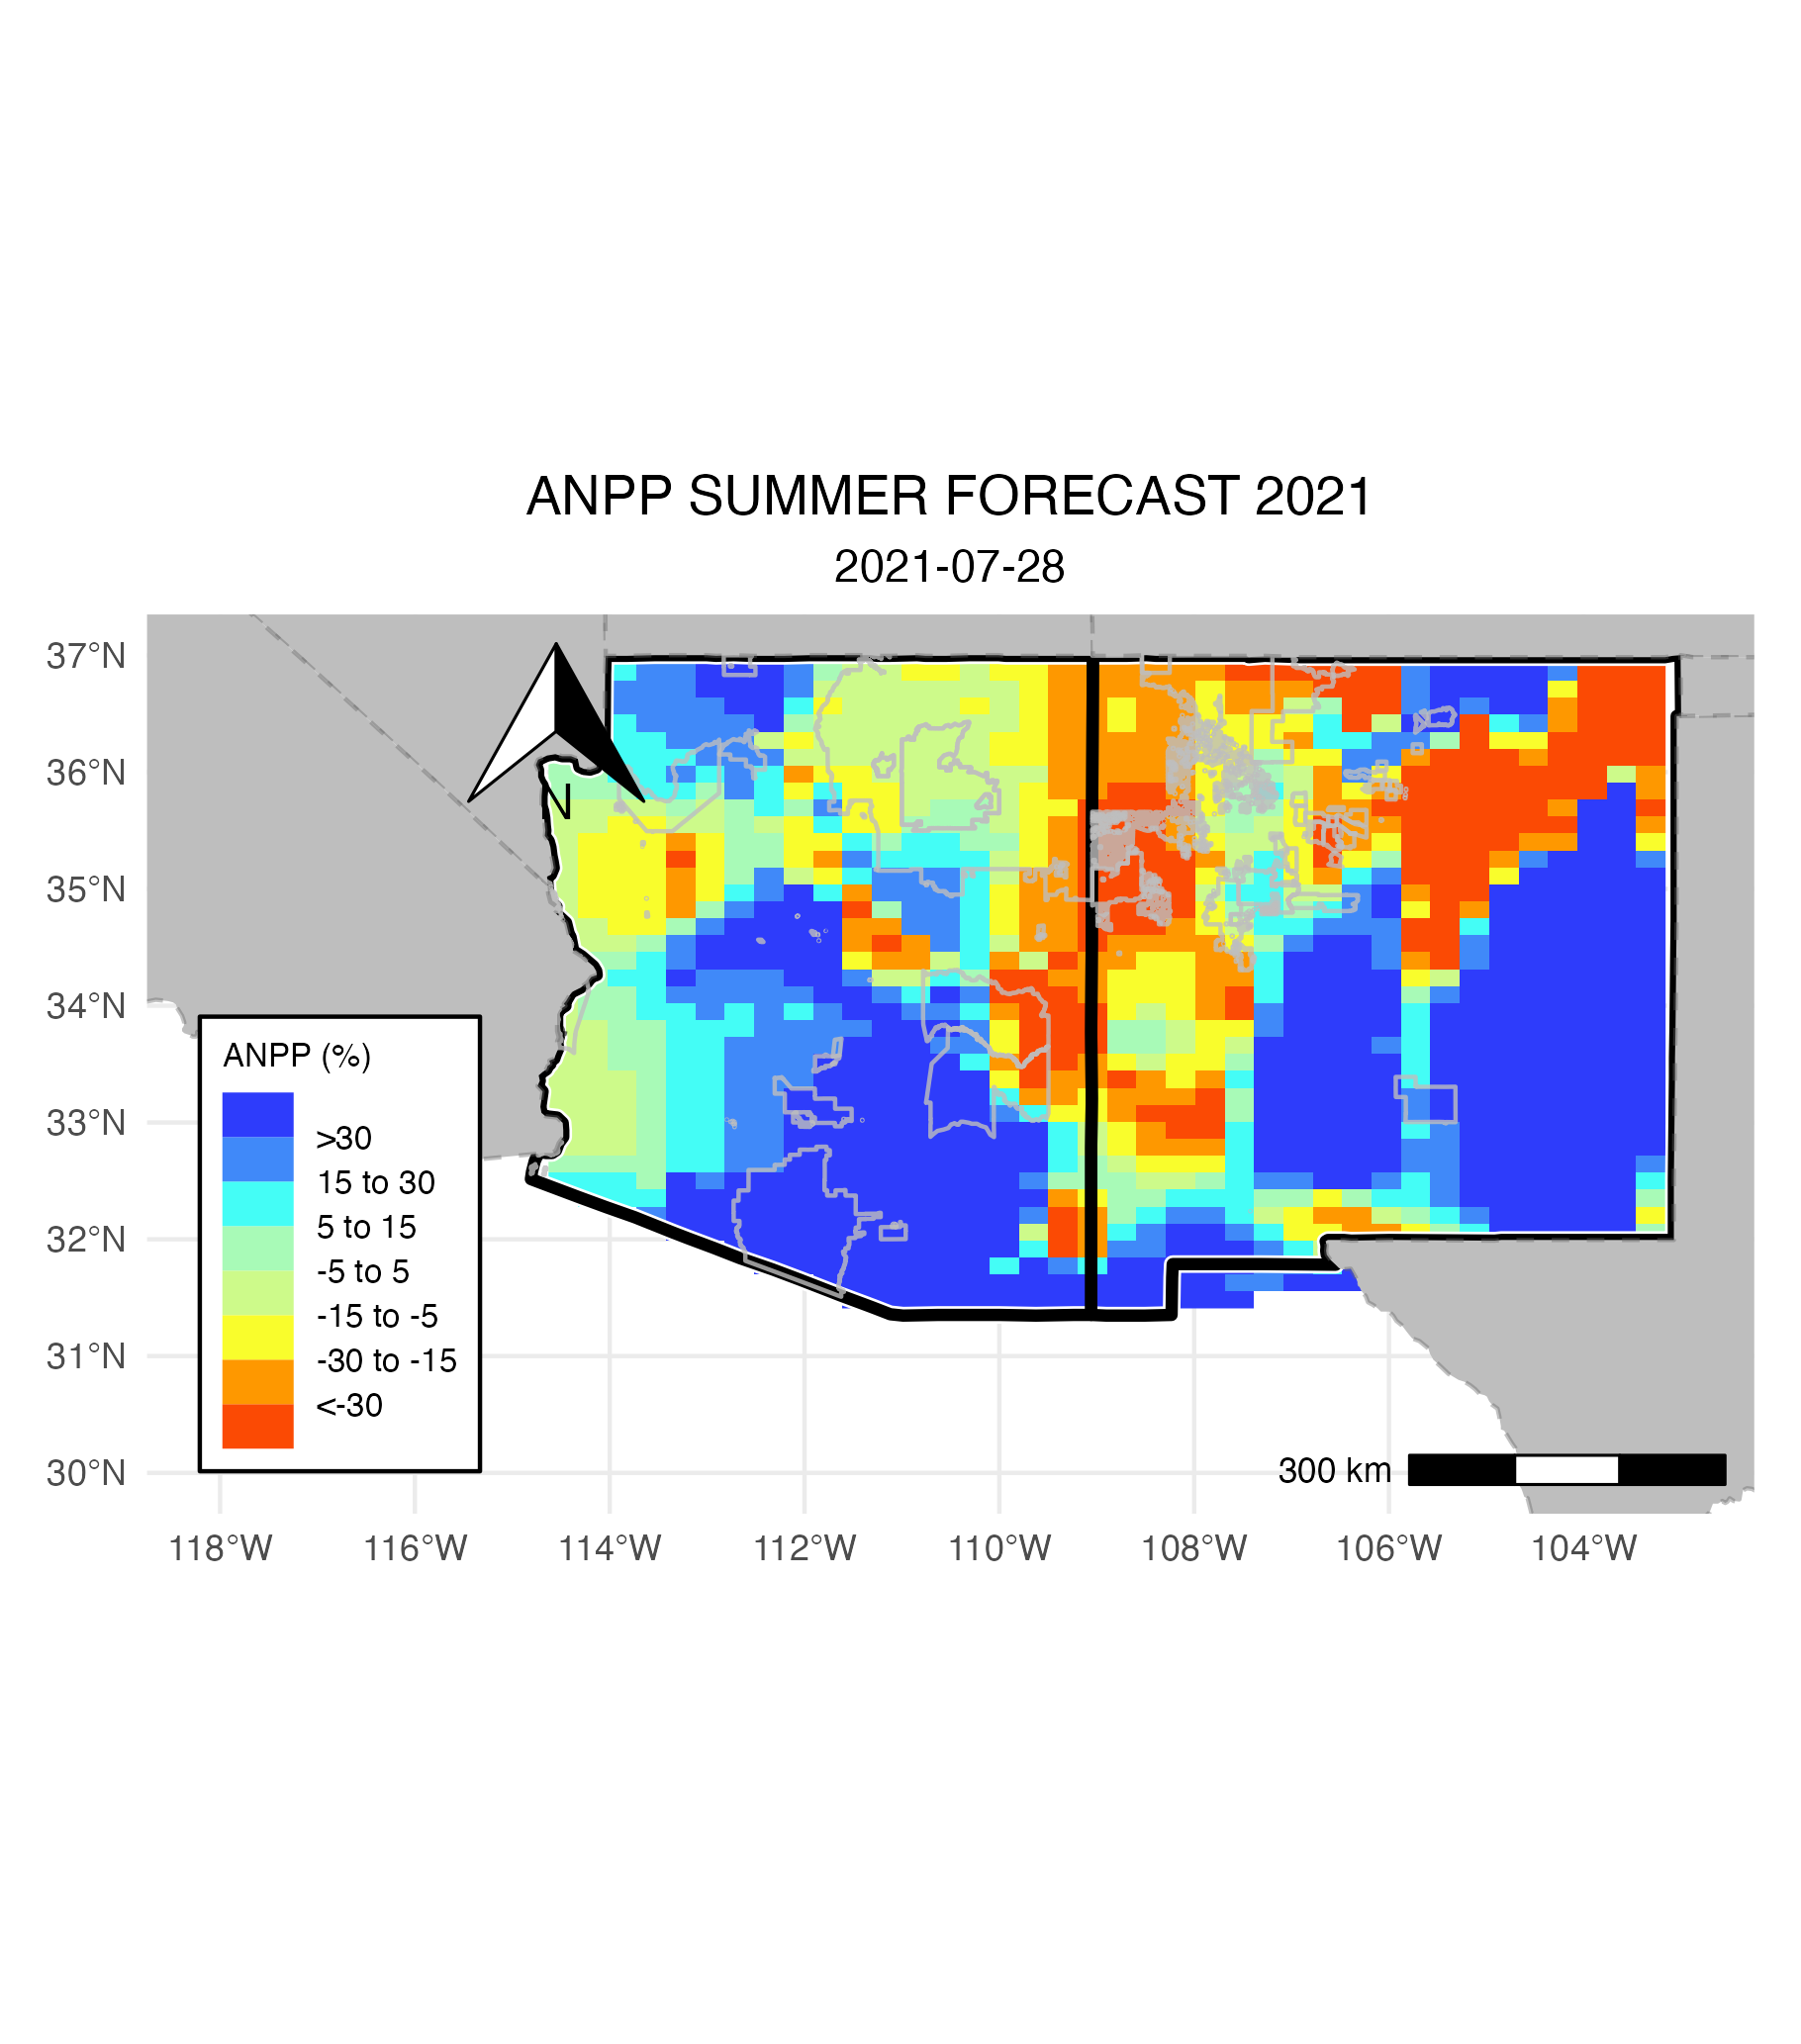 ANPP SUMMER FORECAST 2021
2021-07-28
37°N
36°N
35°N
34°N
33°N
32°N
31°N
30°N
N
ANPP (%)
>30
15 to 30
5 to 15
-5 to 5
-15 to -5
-30 to -15
<-30
300 km
118°W 116°W 114°W 112°W 110°W 108°W 106°W 104°W